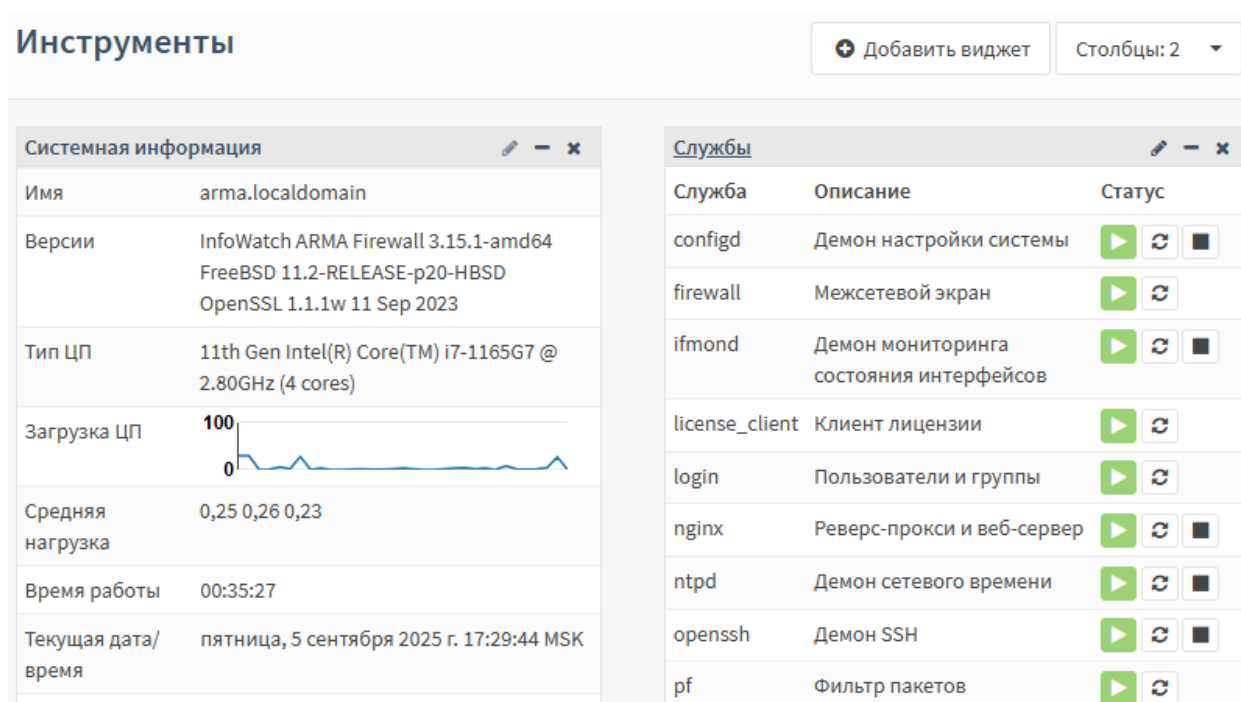 Инструменты
Добавить виджет
Столбцы: 2
Системная информация
Имя arma.localdomain
Версии InfoWatch ARMA Firewall 3.15.1-amd64
FreeBSD 11.2-RELEASE-p20-HBSD
OpenSSL 1.1.1w 11 Sep 2023
Тип ЦП 11th Gen Intel(R) Core(TM) i7-1165G7 @
2.80GHz (4 cores)
Загрузка ЦП 100
0
Средняя 0,25 0,26 0,23
нагрузка
Время работы 00:35:27
Текущая дата/ пятница, 5 сентября 2025 г. 17:29:44 MSK
время
Службы
Служба Описание Статус
configd Демон настройки системы
firewall Межсетевой экран
ifmond Демон мониторинга
состояния интерфейсов
license_client Клиент лицензии
login Пользователи и группы
nginx Реверс-прокси и веб-сервер
ntpd Демон сетевого времени
openssh Демон SSH
pf Фильтр пакетов